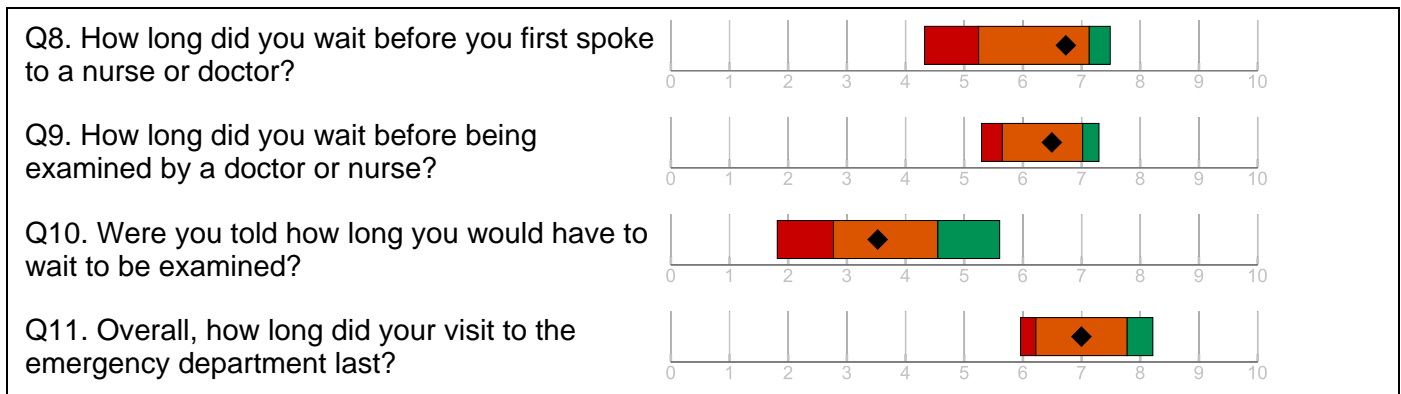 Q8. How long did you wait before you first spoke
to a nurse or doctor?
0 1 2 3 4 5 6 7 8 9 10
Q9. How long did you wait before being
examined by a doctor or nurse?
0 1 2 3 4 5 6 7 8 9 10
Q10. Were you told how long you would have to
wait to be examined?
0 1 2 3 4 5 6 7 8 9 10
Q11. Overall, how long did your visit to the
emergency department last?
0 1 2 3 4 5 6 7 8 9 10